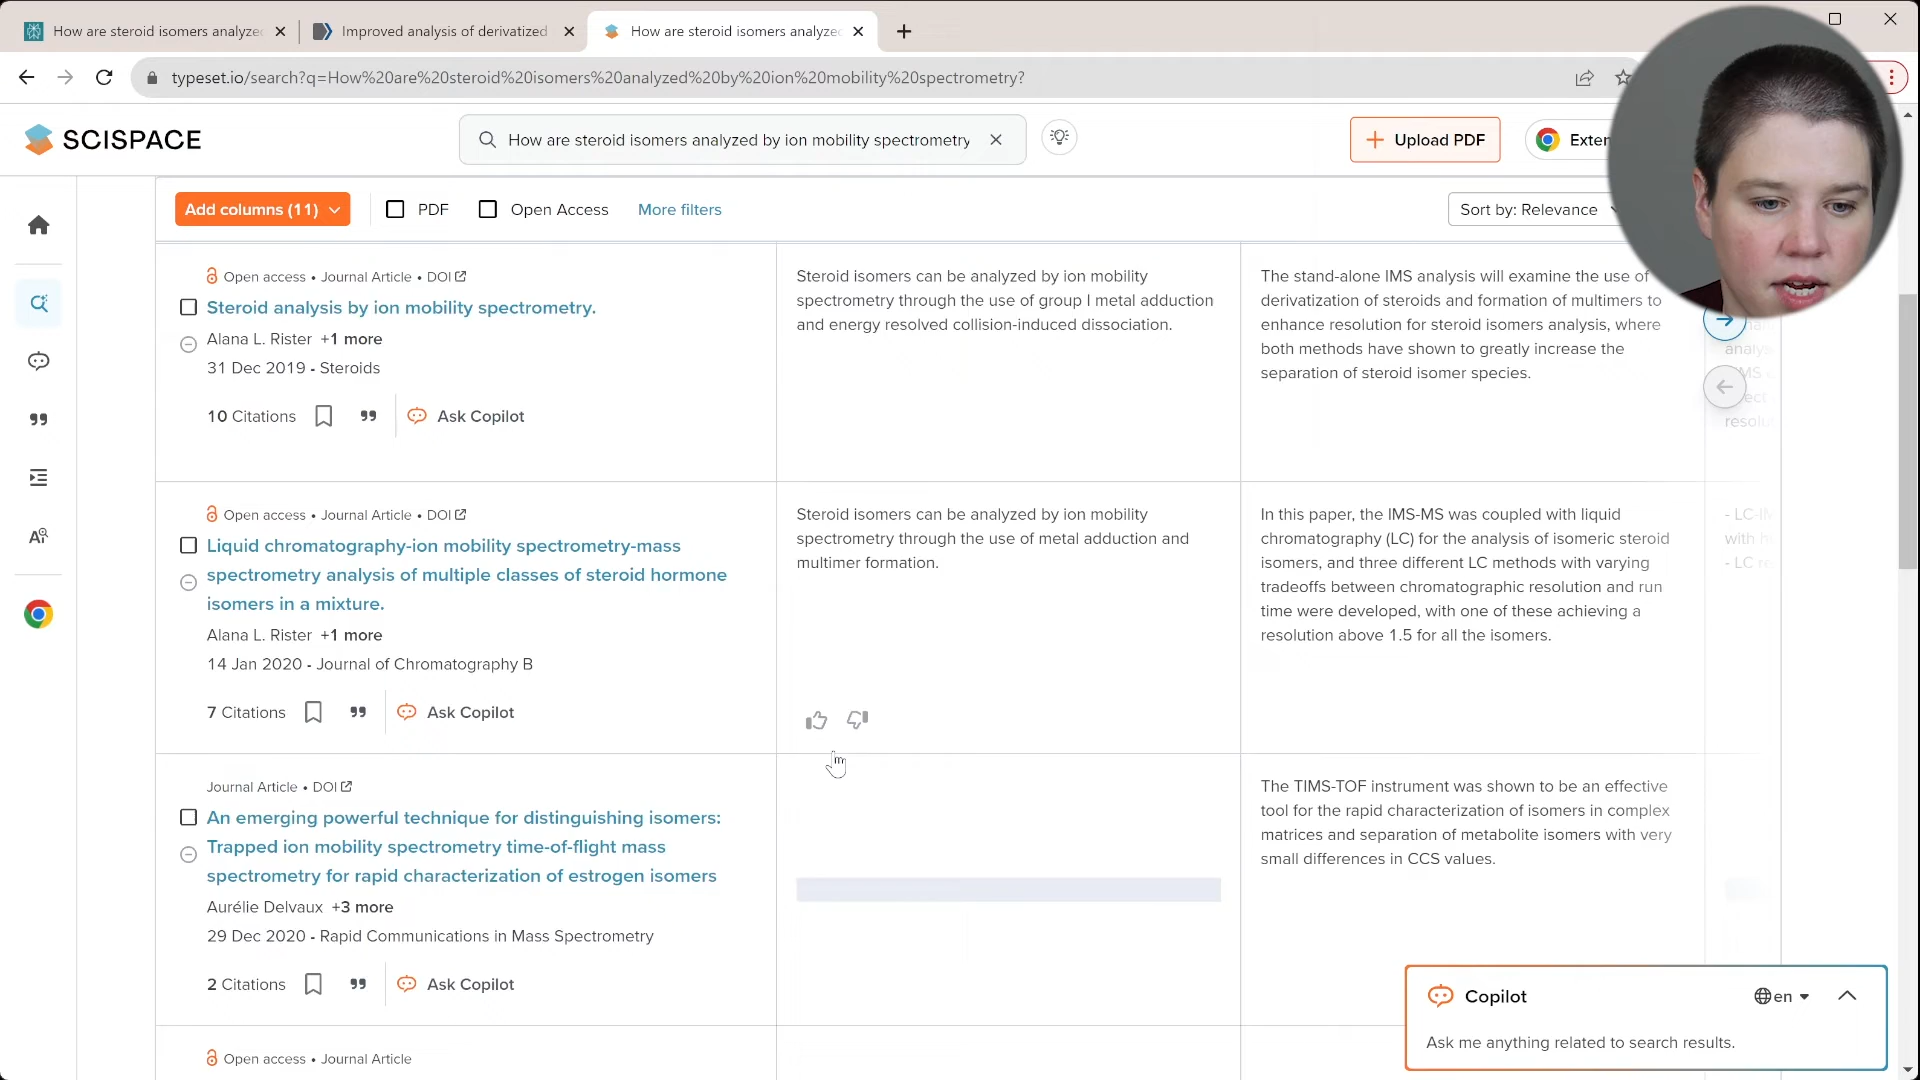 How are steroid isomers analyze
Improved analysis of derivatized
How are steroid isomers analyze
typeset.io/search?q=How%20are%20steroid%20isomers%20analyzed%20by%20ion%20mobility%20spectrometry?
SCISPACE
How are steroid isomers analyzed by ion mobility spectrometry
Upload PDF
Exten
Add columns (11)
PDF
Open Access
More filters
Sort by: Relevance
Open access • Journal Article • DOI
Steroid analysis by ion mobility spectrometry.
Alana L. Rister +1 more
31 Dec 2019 - Steroids
10 Citations
Ask Copilot
Steroid isomers can be analyzed by ion mobility
spectrometry through the use of group I metal adduction
and energy resolved collision-induced dissociation.
The stand-alone IMS analysis will examine the use of
derivatization of steroids and formation of multimers to
enhance resolution for steroid isomers analysis, where
both methods have shown to greatly increase the
separation of steroid isomer species.
analys
resolu
Open access • Journal Article • DOI
Liquid chromatography-ion mobility spectrometry-mass
spectrometry analysis of multiple classes of steroid hormone
isomers in a mixture.
Alana L. Rister +1 more
14 Jan 2020 - Journal of Chromatography B
7 Citations
Ask Copilot
Steroid isomers can be analyzed by ion mobility
spectrometry through the use of metal adduction and
multimer formation.
In this paper, the IMS-MS was coupled with liquid
chromatography (LC) for the analysis of isomeric steroid
isomers, and three different LC methods with varying
tradeoffs between chromatographic resolution and run
time were developed, with one of these achieving a
resolution above 1.5 for all the isomers.
- LC-IM
with h
- LC re
Journal Article • DOI
An emerging powerful technique for distinguishing isomers:
Trapped ion mobility spectrometry time-of-flight mass
spectrometry for rapid characterization of estrogen isomers
Aurélie Delvaux +3 more
29 Dec 2020 - Rapid Communications in Mass Spectrometry
2 Citations
Ask Copilot
The TIMS-TOF instrument was shown to be an effective
tool for the rapid characterization of isomers in complex
matrices and separation of metabolite isomers with very
small differences in CCS values.
Open access • Journal Article
Copilot
en
Ask me anything related to search results.